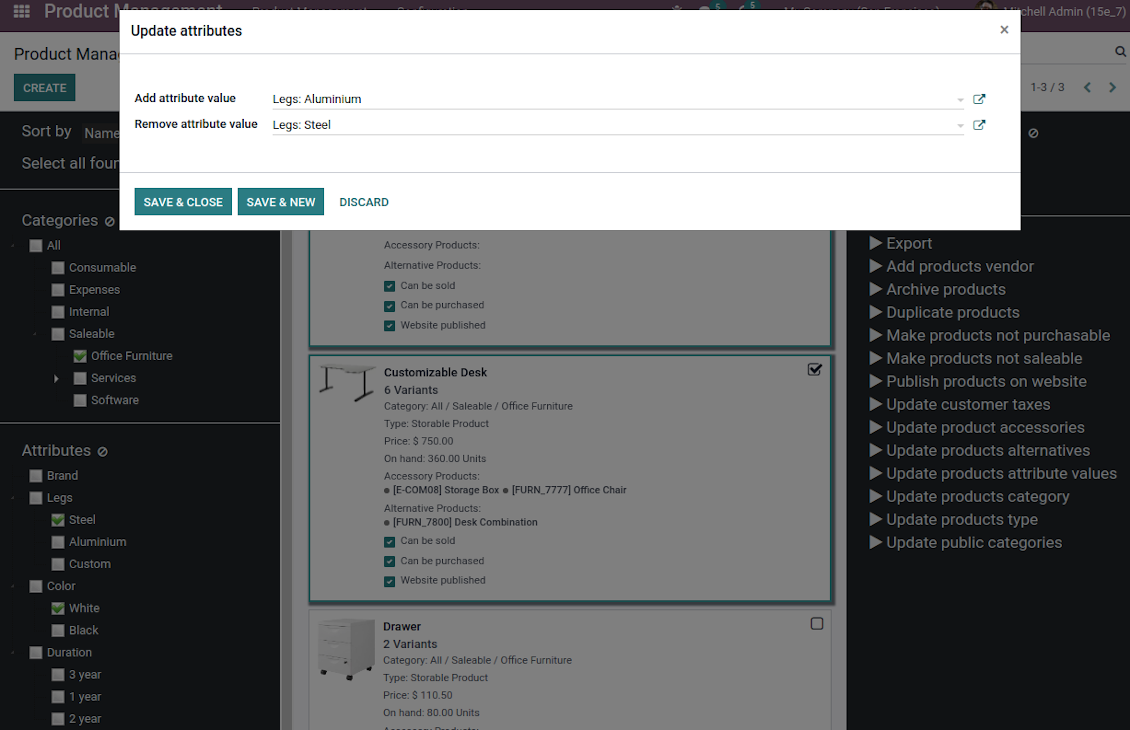 Product Management
Product Management
Configuration
5
5
My Company (San Francisco)
Mitchell Admin (15e_7)
Update attributes
×
Add attribute value
Legs: Aluminium
Remove attribute value
Legs: Steel
SAVE & CLOSE
SAVE & NEW
DISCARD
Product Mana
CREATE
1-3 / 3
Sort by
Name
Select all foun
Categories
All
Consumable
Expenses
Internal
Saleable
Office Furniture
Services
Software
Attributes
Brand
Legs
Steel
Aluminium
Custom
Color
White
Black
Duration
3 year
1 year
2 year
Accessory Products:
Alternative Products:
Can be sold
Can be purchased
Website published
Customizable Desk
6 Variants
Category: All / Saleable / Office Furniture
Type: Storable Product
Price: $ 750.00
On hand: 360.00 Units
Accessory Products:
● [E-COM08] Storage Box ● [FURN_7777] Office Chair
Alternative Products:
● [FURN_7800] Desk Combination
Can be sold
Can be purchased
Website published
Drawer
2 Variants
Category: All / Saleable / Office Furniture
Type: Storable Product
Price: $ 110.50
On hand: 80.00 Units
Accessory Products:
Export
Add products vendor
Archive products
Duplicate products
Make products not purchasable
Make products not saleable
Publish products on website
Update customer taxes
Update product accessories
Update products alternatives
Update products attribute values
Update products category
Update products type
Update public categories